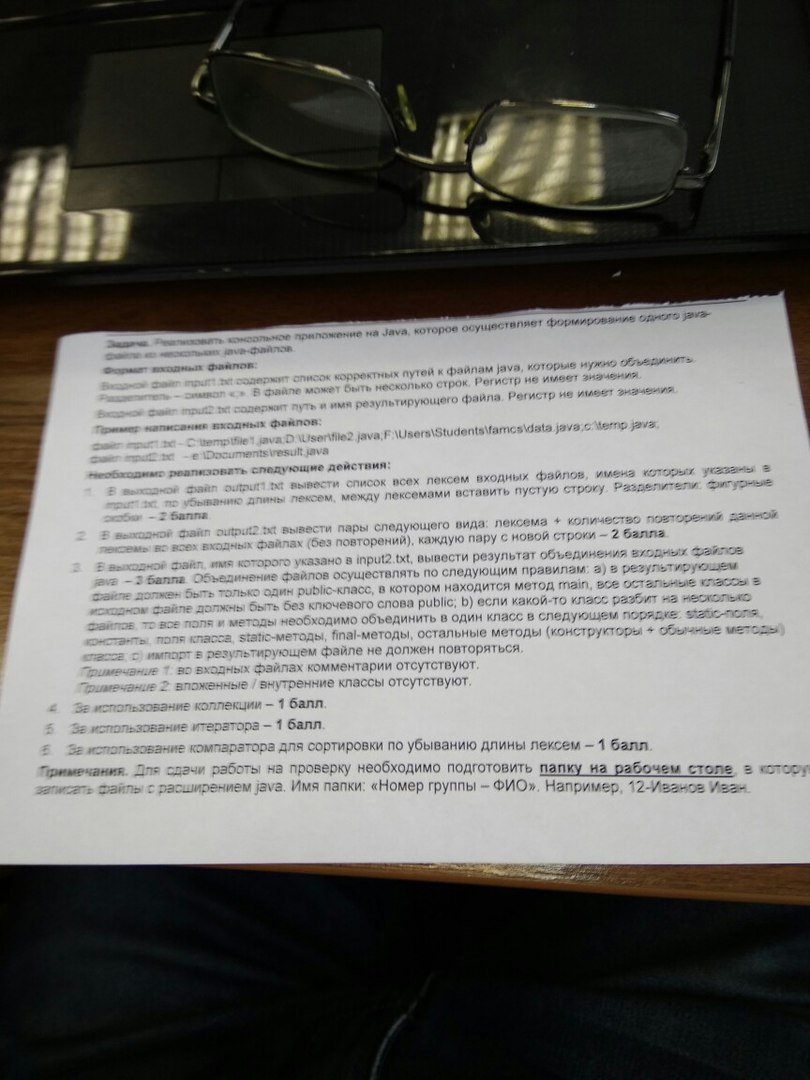 Задача. Реализовать консольное приложение на Java, которое осуществляет формирование одного java-
файла из нескольких java-файлов.
Формат входных файлов:
Входной файл input1.txt содержит список корректных путей к файлам java, которые нужно объединить.
Разделитель – символ «;». В файле может быть несколько строк. Регистр не имеет значения.
Входной файл input2.txt содержит путь и имя результирующего файла. Регистр не имеет значения.
Пример написания входных файлов:
файл input1.txt – C:\temp\file1.java;D:\User\file2.java;F:\Users\Students\famcs\data.java;c:\temp.java;
файл input2.txt – e:\Documents\result.java
Необходимо реализовать следующие действия:
1. В выходной файл output1.txt вывести список всех лексем входных файлов, имена которых указаны в
input1.txt, по убыванию длины лексем, между лексемами вставить пустую строку. Разделители: фигурные
скобки – 2 балла.
2. В выходной файл output2.txt вывести пары следующего вида: лексема + количество повторений данной
лексемы во всех входных файлах (без повторений), каждую пару с новой строки – 2 балла.
3. В выходной файл, имя которого указано в input2.txt, вывести результат объединения входных файлов
java – 3 балла. Объединение файлов осуществлять по следующим правилам: a) в результирующем
файле должен быть только один public-класс, в котором находится метод main, все остальные классы в
исходном файле должны быть без ключевого слова public; b) если какой-то класс разбит на несколько
файлов, то все поля и методы необходимо объединить в один класс в следующем порядке: static-поля,
константы, поля класса, static-методы, final-методы, остальные методы (конструкторы + обычные методы)
класса; c) импорт в результирующем файле не должен повторяться.
Примечание 1: во входных файлах комментарии отсутствуют.
Примечание 2: вложенные / внутренние классы отсутствуют.
4. За использование коллекции – 1 балл.
5. За использование итератора – 1 балл.
6. За использование компаратора для сортировки по убыванию длины лексем – 1 балл.
Примечания. Для сдачи работы на проверку необходимо подготовить папку на рабочем столе, в котору
записать файлы с расширением java. Имя папки: «Номер группы – ФИО». Например, 12-Иванов Иван.